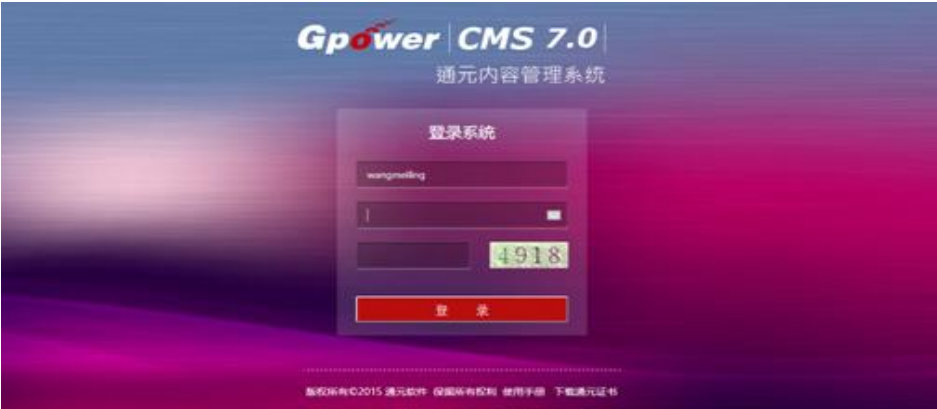 Gpower CMS 7.0
通元内容管理系统
登录系统
wangmeiling
4918
登 录
版权所有©2015 通元软件 保留所有权利 使用手册 下载通元证书